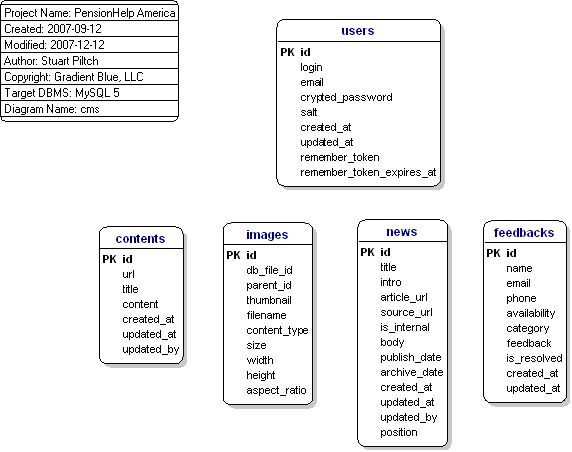 Project Name: PensionHelp America
Created: 2007-09-12
Modified: 2007-12-12
Author: Stuart Piltch
Copyright: Gradient Blue, LLC
Target DBMS: MySQL 5
Diagram Name: cms
users
PK id
login
email
crypted_password
salt
created_at
updated_at
remember_token
remember_token_expires_at
contents
PK id
url
title
content
created_at
updated_at
updated_by
images
PK id
db_file_id
parent_id
thumbnail
filename
content_type
size
width
height
aspect_ratio
news
PK id
title
intro
article_url
source_url
is_internal
body
publish_date
archive_date
created_at
updated_at
updated_by
position
feedbacks
PK id
name
email
phone
availability
category
feedback
is_resolved
created_at
updated_at